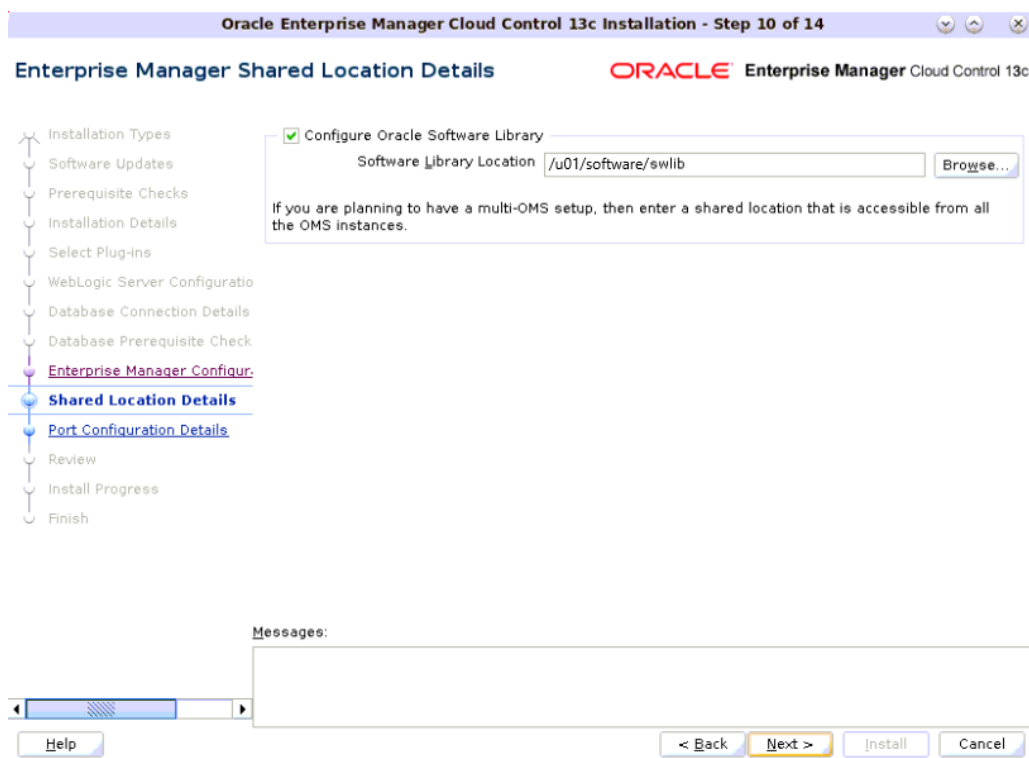 Oracle Enterprise Manager Cloud Control 13c Installation - Step 10 of 14
Enterprise Manager Shared Location Details
ORACLE Enterprise Manager Cloud Control 13c
Installation Types
Software Updates
Prerequisite Checks
Installation Details
Select Plug-ins
WebLogic Server Configuratio
Database Connection Details
Database Prerequisite Check
Enterprise Manager Configur
Shared Location Details
Port Configuration Details
Review
Install Progress
Finish
Configure Oracle Software Library
Software Library Location /u01/software/swlib Browse...
If you are planning to have a multi-OMS setup, then enter a shared location that is accessible from all
the OMS instances.
Messages:
Help < Back Next > Install Cancel